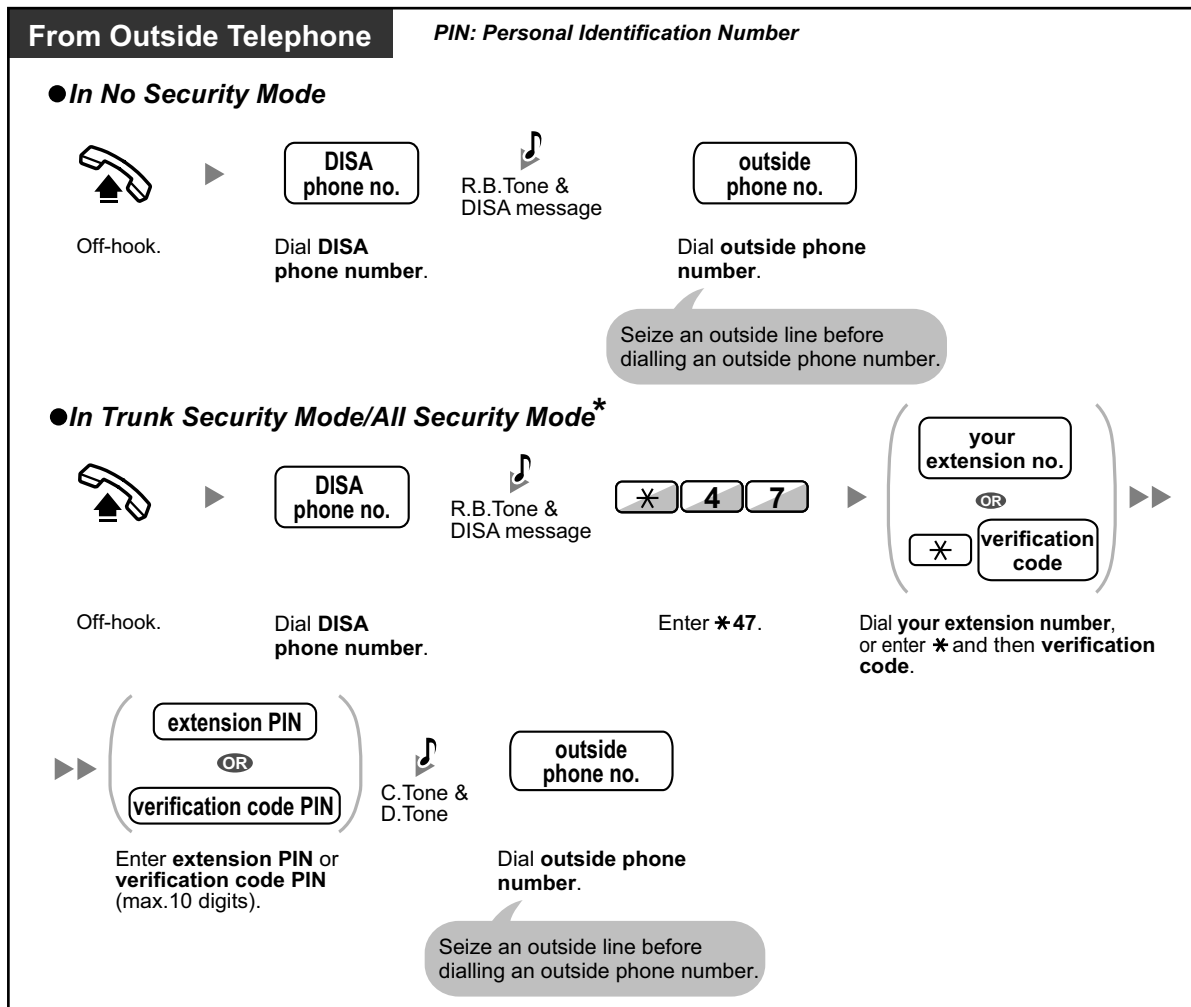 From Outside Telephone
PIN: Personal Identification Number
●In No Security Mode
DISA
phone no.
R.B.Tone &
DISA message
outside
phone no.
Off-hook.
Dial DISA
phone number.
Dial outside phone
number.
Seize an outside line before
dialling an outside phone number.
●In Trunk Security Mode/All Security Mode*
DISA
phone no.
R.B.Tone &
DISA message
* 4 7
your
extension no.
OR
* verification
code
Off-hook.
Dial DISA
phone number.
Enter *47.
Dial your extension number,
or enter * and then verification
code.
extension PIN
OR
verification code PIN
C.Tone &
D.Tone
outside
phone no.
Enter extension PIN or
verification code PIN
(max.10 digits).
Dial outside phone
number.
Seize an outside line before
dialling an outside phone number.